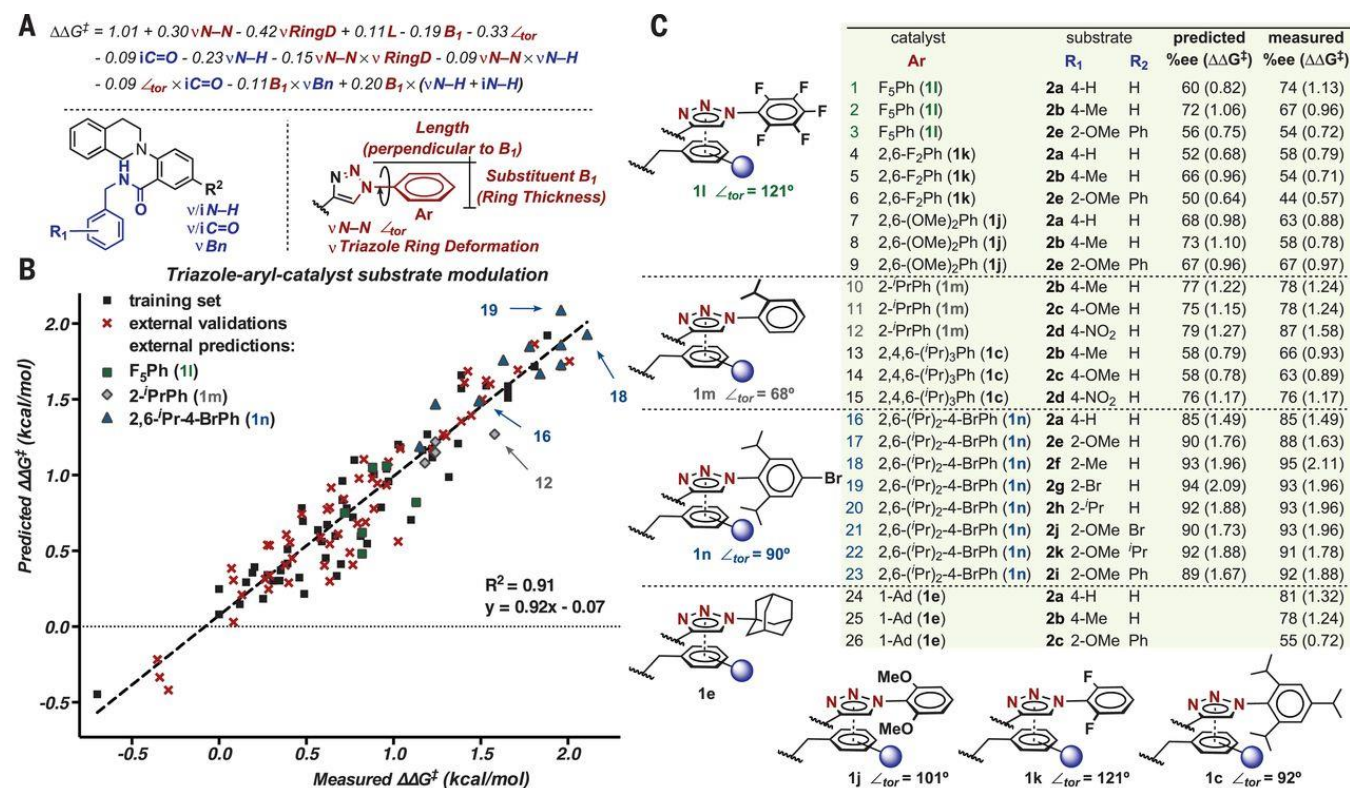 A
ΔΔG‡ = 1.01 + 0.30 νN–N - 0.42 νRingD + 0.11 L - 0.19 B1 - 0.33 ∠tor
- 0.09 iC=O - 0.23 νN–H - 0.15 νN–N × νRingD - 0.09 νN–N × νN–H
- 0.09 ∠tor × iC=O - 0.11 B1 × νBn + 0.20 B1 × (νN–H + iN–H)
N
H
N
O
R2
R1
ν/i N–H
ν/i C=O
ν Bn
Length
(perpendicular to B1)
N N
N
Ar
Substituent B1
(Ring Thickness)
ν N–N ∠tor
ν Triazole Ring Deformation
B
Triazole-aryl-catalyst substrate modulation
training set
external validations
external predictions:
F5Ph (1l)
2-iPrPh (1m)
2,6-iPr-4-BrPh (1n)
19
18
16
12
R2 = 0.91
y = 0.92x - 0.07
Predicted ΔΔG‡ (kcal/mol)
2.0
1.5
1.0
0.5
0.0
-0.5
-0.5 0.0 0.5 1.0 1.5 2.0
Measured ΔΔG‡ (kcal/mol)
C
catalyst substrate predicted measured
Ar R1 R2 %ee (ΔΔG‡) %ee (ΔΔG‡)
1 F5Ph (1l) 2a 4-H H 60 (0.82) 74 (1.13)
2 F5Ph (1l) 2b 4-Me H 72 (1.06) 67 (0.96)
3 F5Ph (1l) 2e 2-OMe Ph 56 (0.75) 54 (0.72)
4 2,6-F2Ph (1k) 2a 4-H H 52 (0.68) 58 (0.79)
5 2,6-F2Ph (1k) 2b 4-Me H 66 (0.96) 54 (0.71)
6 2,6-F2Ph (1k) 2e 2-OMe Ph 50 (0.64) 44 (0.57)
7 2,6-(OMe)2Ph (1j) 2a 4-H H 68 (0.98) 63 (0.88)
8 2,6-(OMe)2Ph (1j) 2b 4-Me H 73 (1.10) 58 (0.78)
9 2,6-(OMe)2Ph (1j) 2e 2-OMe Ph 67 (0.96) 67 (0.97)
10 2-iPrPh (1m) 2b 4-Me H 77 (1.22) 78 (1.24)
11 2-iPrPh (1m) 2c 4-OMe H 75 (1.15) 78 (1.24)
12 2-iPrPh (1m) 2d 4-NO2 H 79 (1.27) 87 (1.58)
13 2,4,6-(iPr)3Ph (1c) 2b 4-Me H 58 (0.79) 66 (0.93)
14 2,4,6-(iPr)3Ph (1c) 2c 4-OMe H 58 (0.78) 63 (0.89)
15 2,4,6-(iPr)3Ph (1c) 2d 4-NO2 H 76 (1.17) 76 (1.17)
16 2,6-(iPr)2-4-BrPh (1n) 2a 4-H H 85 (1.49) 85 (1.49)
17 2,6-(iPr)2-4-BrPh (1n) 2e 2-OMe H 90 (1.76) 88 (1.63)
18 2,6-(iPr)2-4-BrPh (1n) 2f 2-Me H 93 (1.96) 95 (2.11)
19 2,6-(iPr)2-4-BrPh (1n) 2g 2-Br H 94 (2.09) 93 (1.96)
20 2,6-(iPr)2-4-BrPh (1n) 2h 2-iPr H 92 (1.88) 93 (1.96)
21 2,6-(iPr)2-4-BrPh (1n) 2j 2-OMe Br 90 (1.73) 93 (1.96)
22 2,6-(iPr)2-4-BrPh (1n) 2k 2-OMe iPr 92 (1.88) 91 (1.78)
23 2,6-(iPr)2-4-BrPh (1n) 2i 2-OMe Ph 89 (1.67) 92 (1.88)
24 1-Ad (1e) 2a 4-H H 81 (1.32)
25 1-Ad (1e) 2b 4-Me H 78 (1.24)
26 1-Ad (1e) 2c 2-OMe Ph 55 (0.72)
N N N
F F F F F
1l ∠tor = 121º
N N N
1m ∠tor = 68º
N N N
Br
1n ∠tor = 90º
N N N
1e
MeO
N N N
OMe
1j ∠tor = 101º
F
N N N
F
1k ∠tor = 121º
N N N
1c ∠tor = 92º